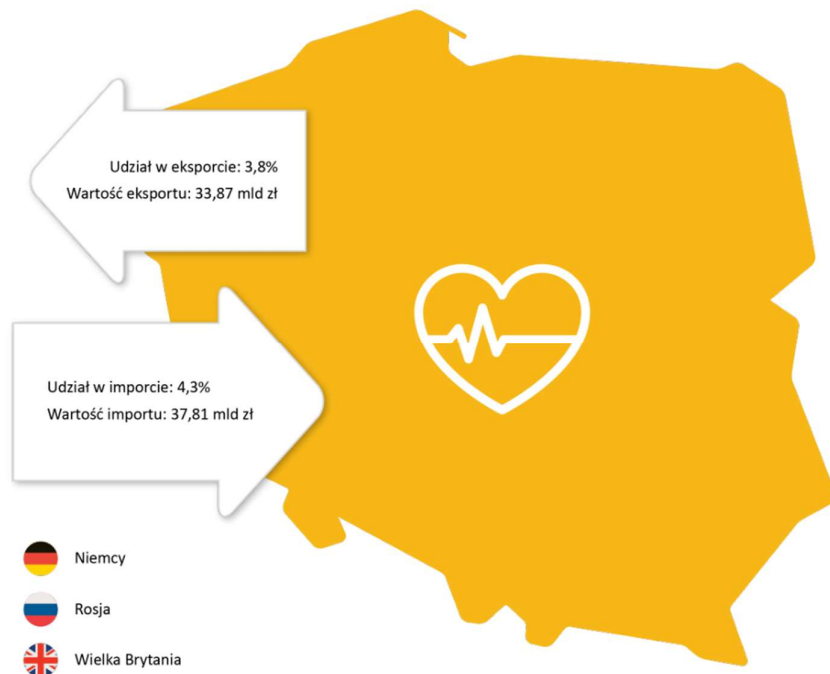 Udział w eksporcie: 3,8%
Wartość eksportu: 33,87 mld zł
Udział w imporcie: 4,3%
Wartość importu: 37,81 mld zł
Niemcy
Rosja
Wielka Brytania